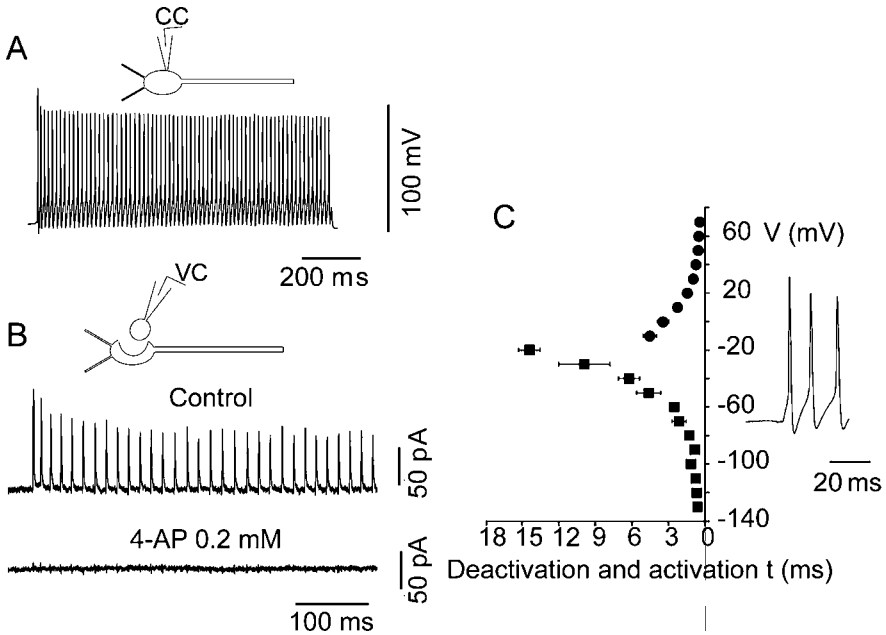 CC
A
100 mV
200 ms
VC
B
Control
50 pA
4-AP 0.2 mM
50 pA
100 ms
C
60 V (mV)
20
-20
-60
-100
-140
20 ms
18 15 12 9 6 3 0
Deactivation and activation t (ms)